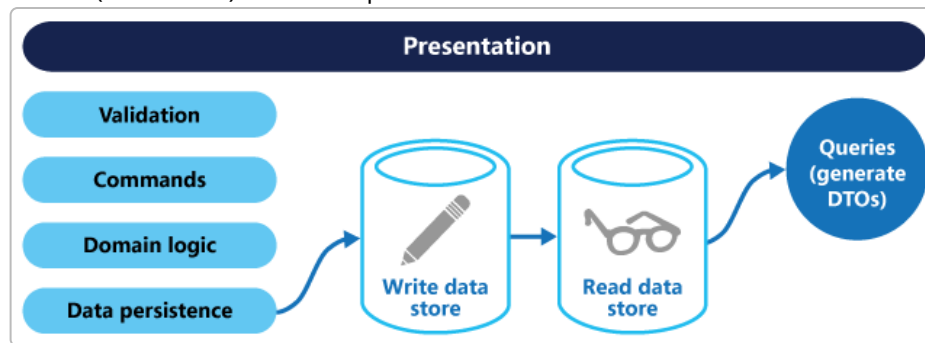 Presentation
Validation
Commands
Domain logic
Data persistence
Write data
store
Read data
store
Queries
(generate
DTOs)